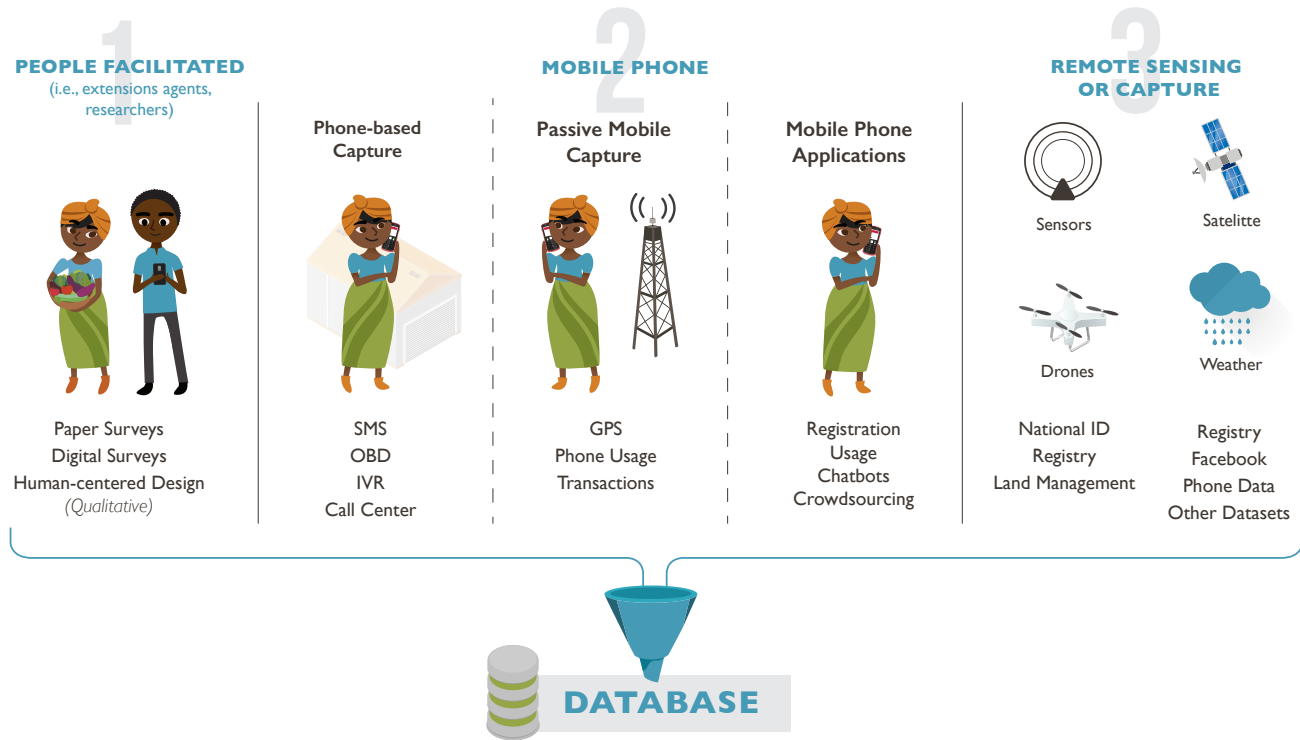 1
PEOPLE FACILITATED
(i.e., extensions agents,
researchers)
Paper Surveys
Digital Surveys
Human-centered Design
(Qualitative)
2
MOBILE PHONE
Phone-based
Capture
SMS
OBD
IVR
Call Center
Passive Mobile
Capture
GPS
Phone Usage
Transactions
Mobile Phone
Applications
Registration
Usage
Chatbots
Crowdsourcing
3
REMOTE SENSING
OR CAPTURE
Sensors
Satelitte
Drones
Weather
National ID
Registry
Land Management
Registry
Facebook
Phone Data
Other Datasets
DATABASE